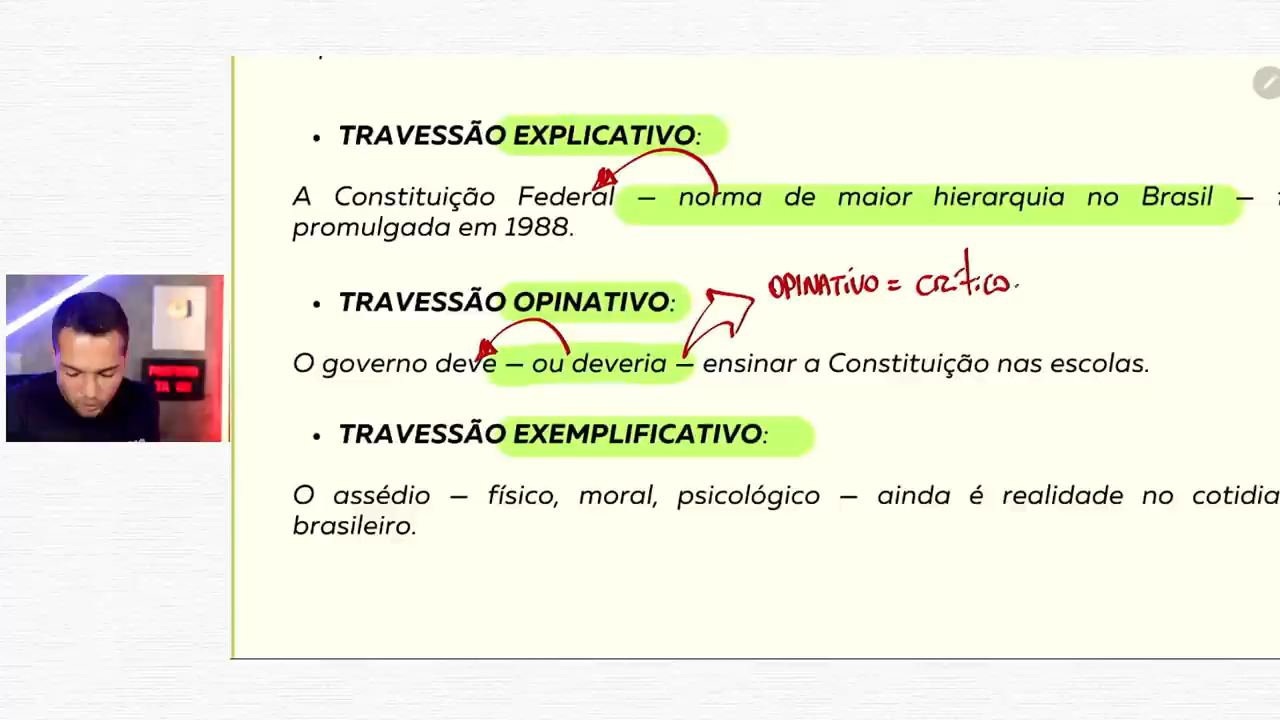 • TRAVESSÃO EXPLICATIVO:
A Constituição Federal – norma de maior hierarquia no Brasil –
promulgada em 1988.
OPINATIVO = CRÍTICO.
• TRAVESSÃO OPINATIVO:
O governo deve – ou deveria – ensinar a Constituição nas escolas.
• TRAVESSÃO EXEMPLIFICATIVO:
O assédio – físico, moral, psicológico – ainda é realidade no cotidia
brasileiro.